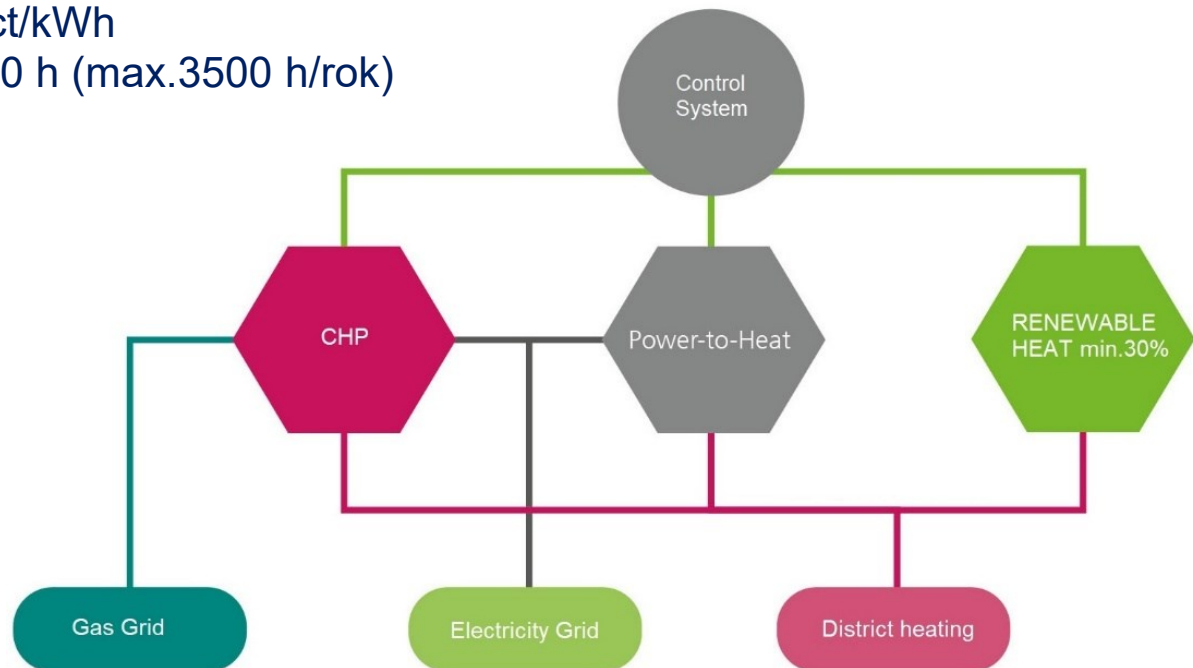 ct/kWh
0 h (max.3500 h/rok)
Control
System
CHP
Power-to-Heat
RENEWABLE
HEAT min.30%
Gas Grid
Electricity Grid
District heating